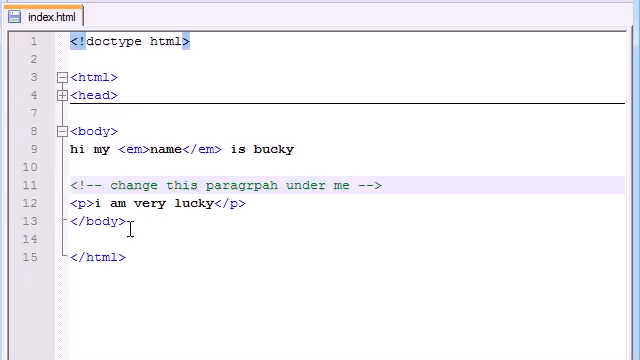 index.html
1 <!doctype html>
2
3 <html>
4 <head>
7
8 <body>
9 hi my <em>name</em> is bucky
10
11 <!-- change this paragrpah under me -->
12 <p>i am very lucky</p>
13 </body>
14
15 </html>